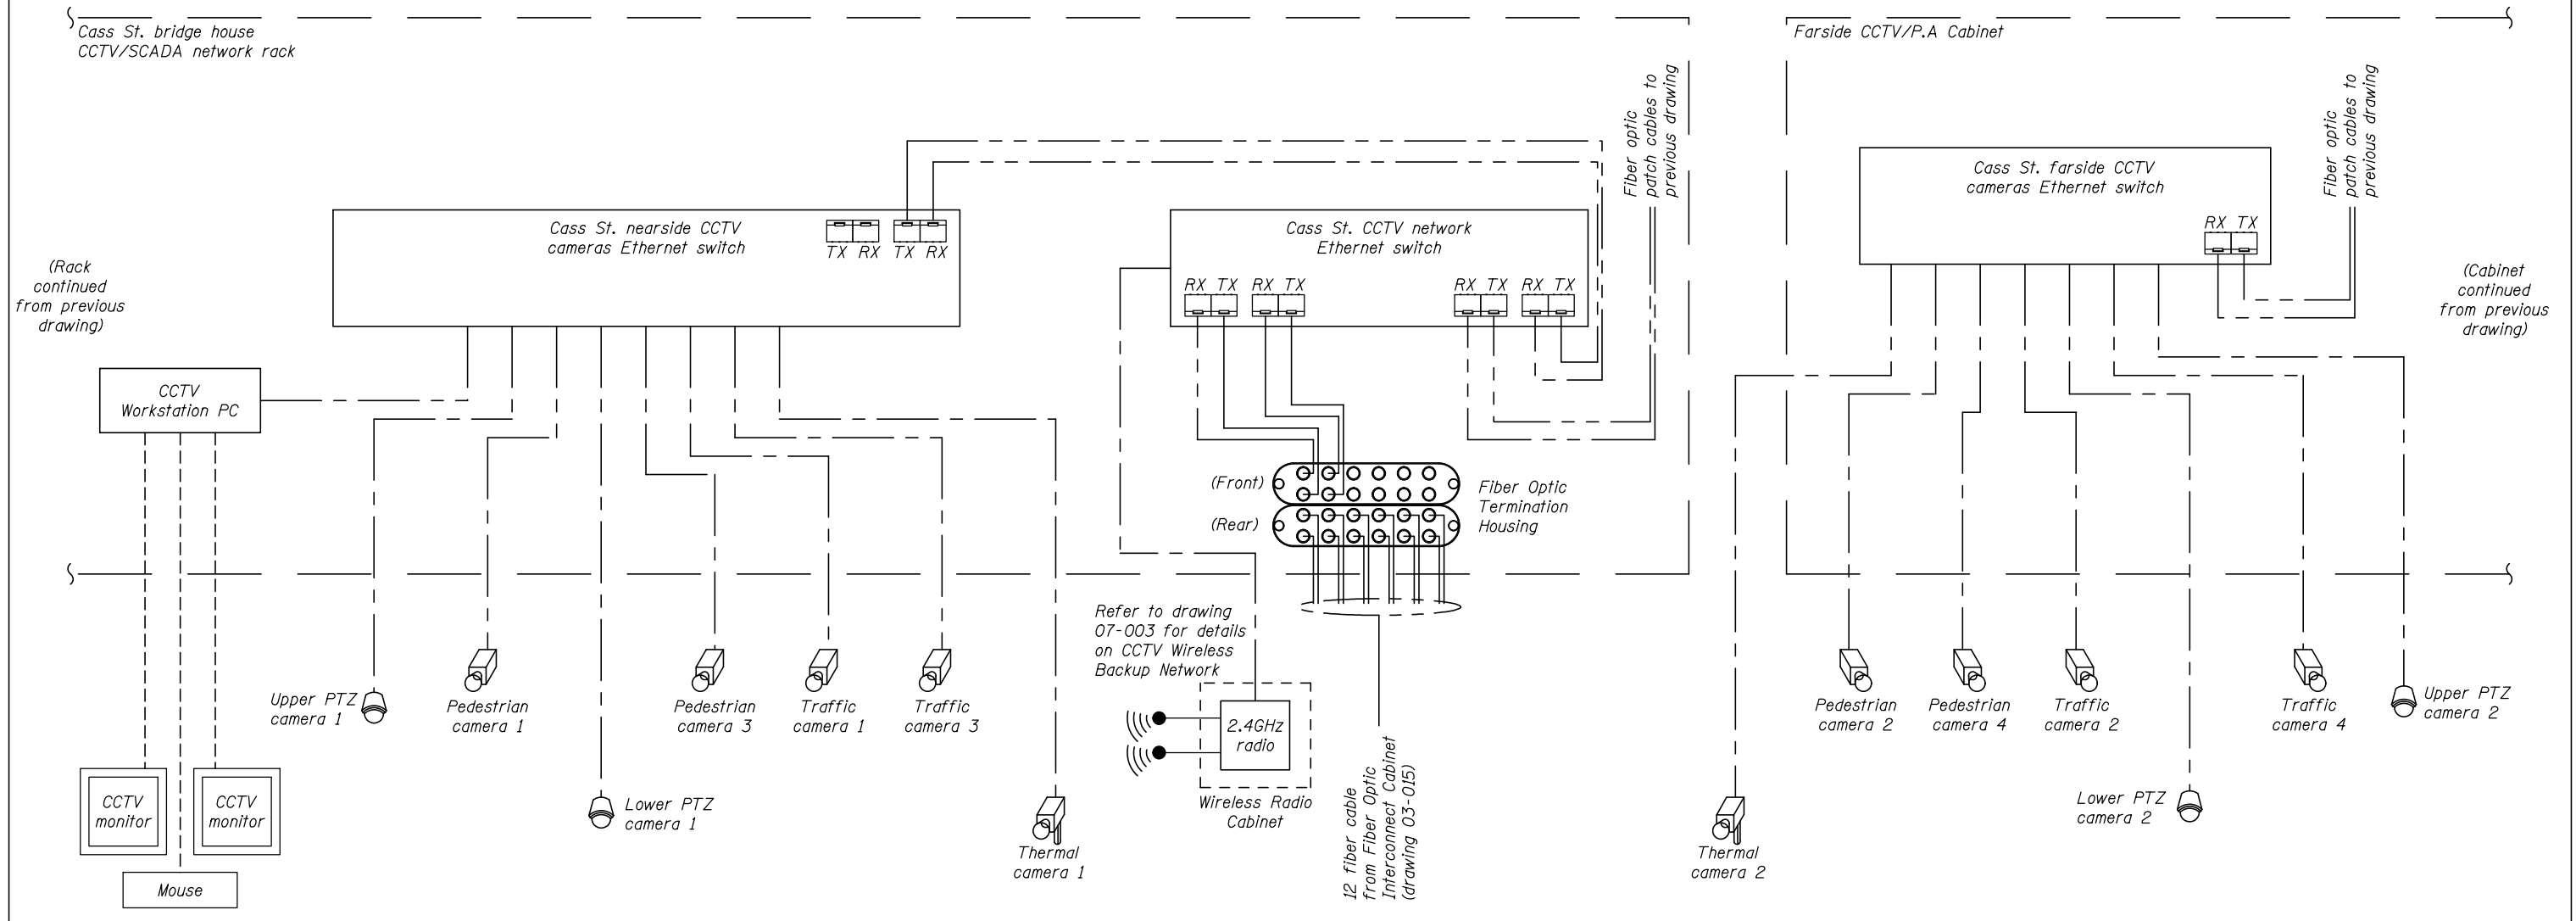 Cass St. bridge house
CCTV/SCADA network rack
Farside CCTV/P.A Cabinet
Fiber optic
patch cables to
previous drawing
Fiber optic
patch cables to
previous drawing
Cass St. nearside CCTV
cameras Ethernet switch
TX RX TX RX
Cass St. CCTV network
Ethernet switch
RX TX RX TX RX TX RX TX
Cass St. farside CCTV
cameras Ethernet switch
RX TX
(Rack
continued
from previous
drawing)
(Cabinet
continued
from previous
drawing)
CCTV
Workstation PC
(Front)
(Rear)
Fiber Optic
Termination
Housing
Refer to drawing
07-003 for details
on CCTV Wireless
Backup Network
Upper PTZ
camera 1
Pedestrian
camera 1
Pedestrian
camera 3
Traffic
camera 1
Traffic
camera 3
2.4GHz
radio
Wireless Radio
Cabinet
12 fiber cable
from Fiber Optic
Interconnect Cabinet
(drawing 03-015)
Pedestrian
camera 2
Pedestrian
camera 4
Traffic
camera 2
Traffic
camera 4
Upper PTZ
camera 2
CCTV
monitor
CCTV
monitor
Mouse
Lower PTZ
camera 1
Thermal
camera 1
Thermal
camera 2
Lower PTZ
camera 2